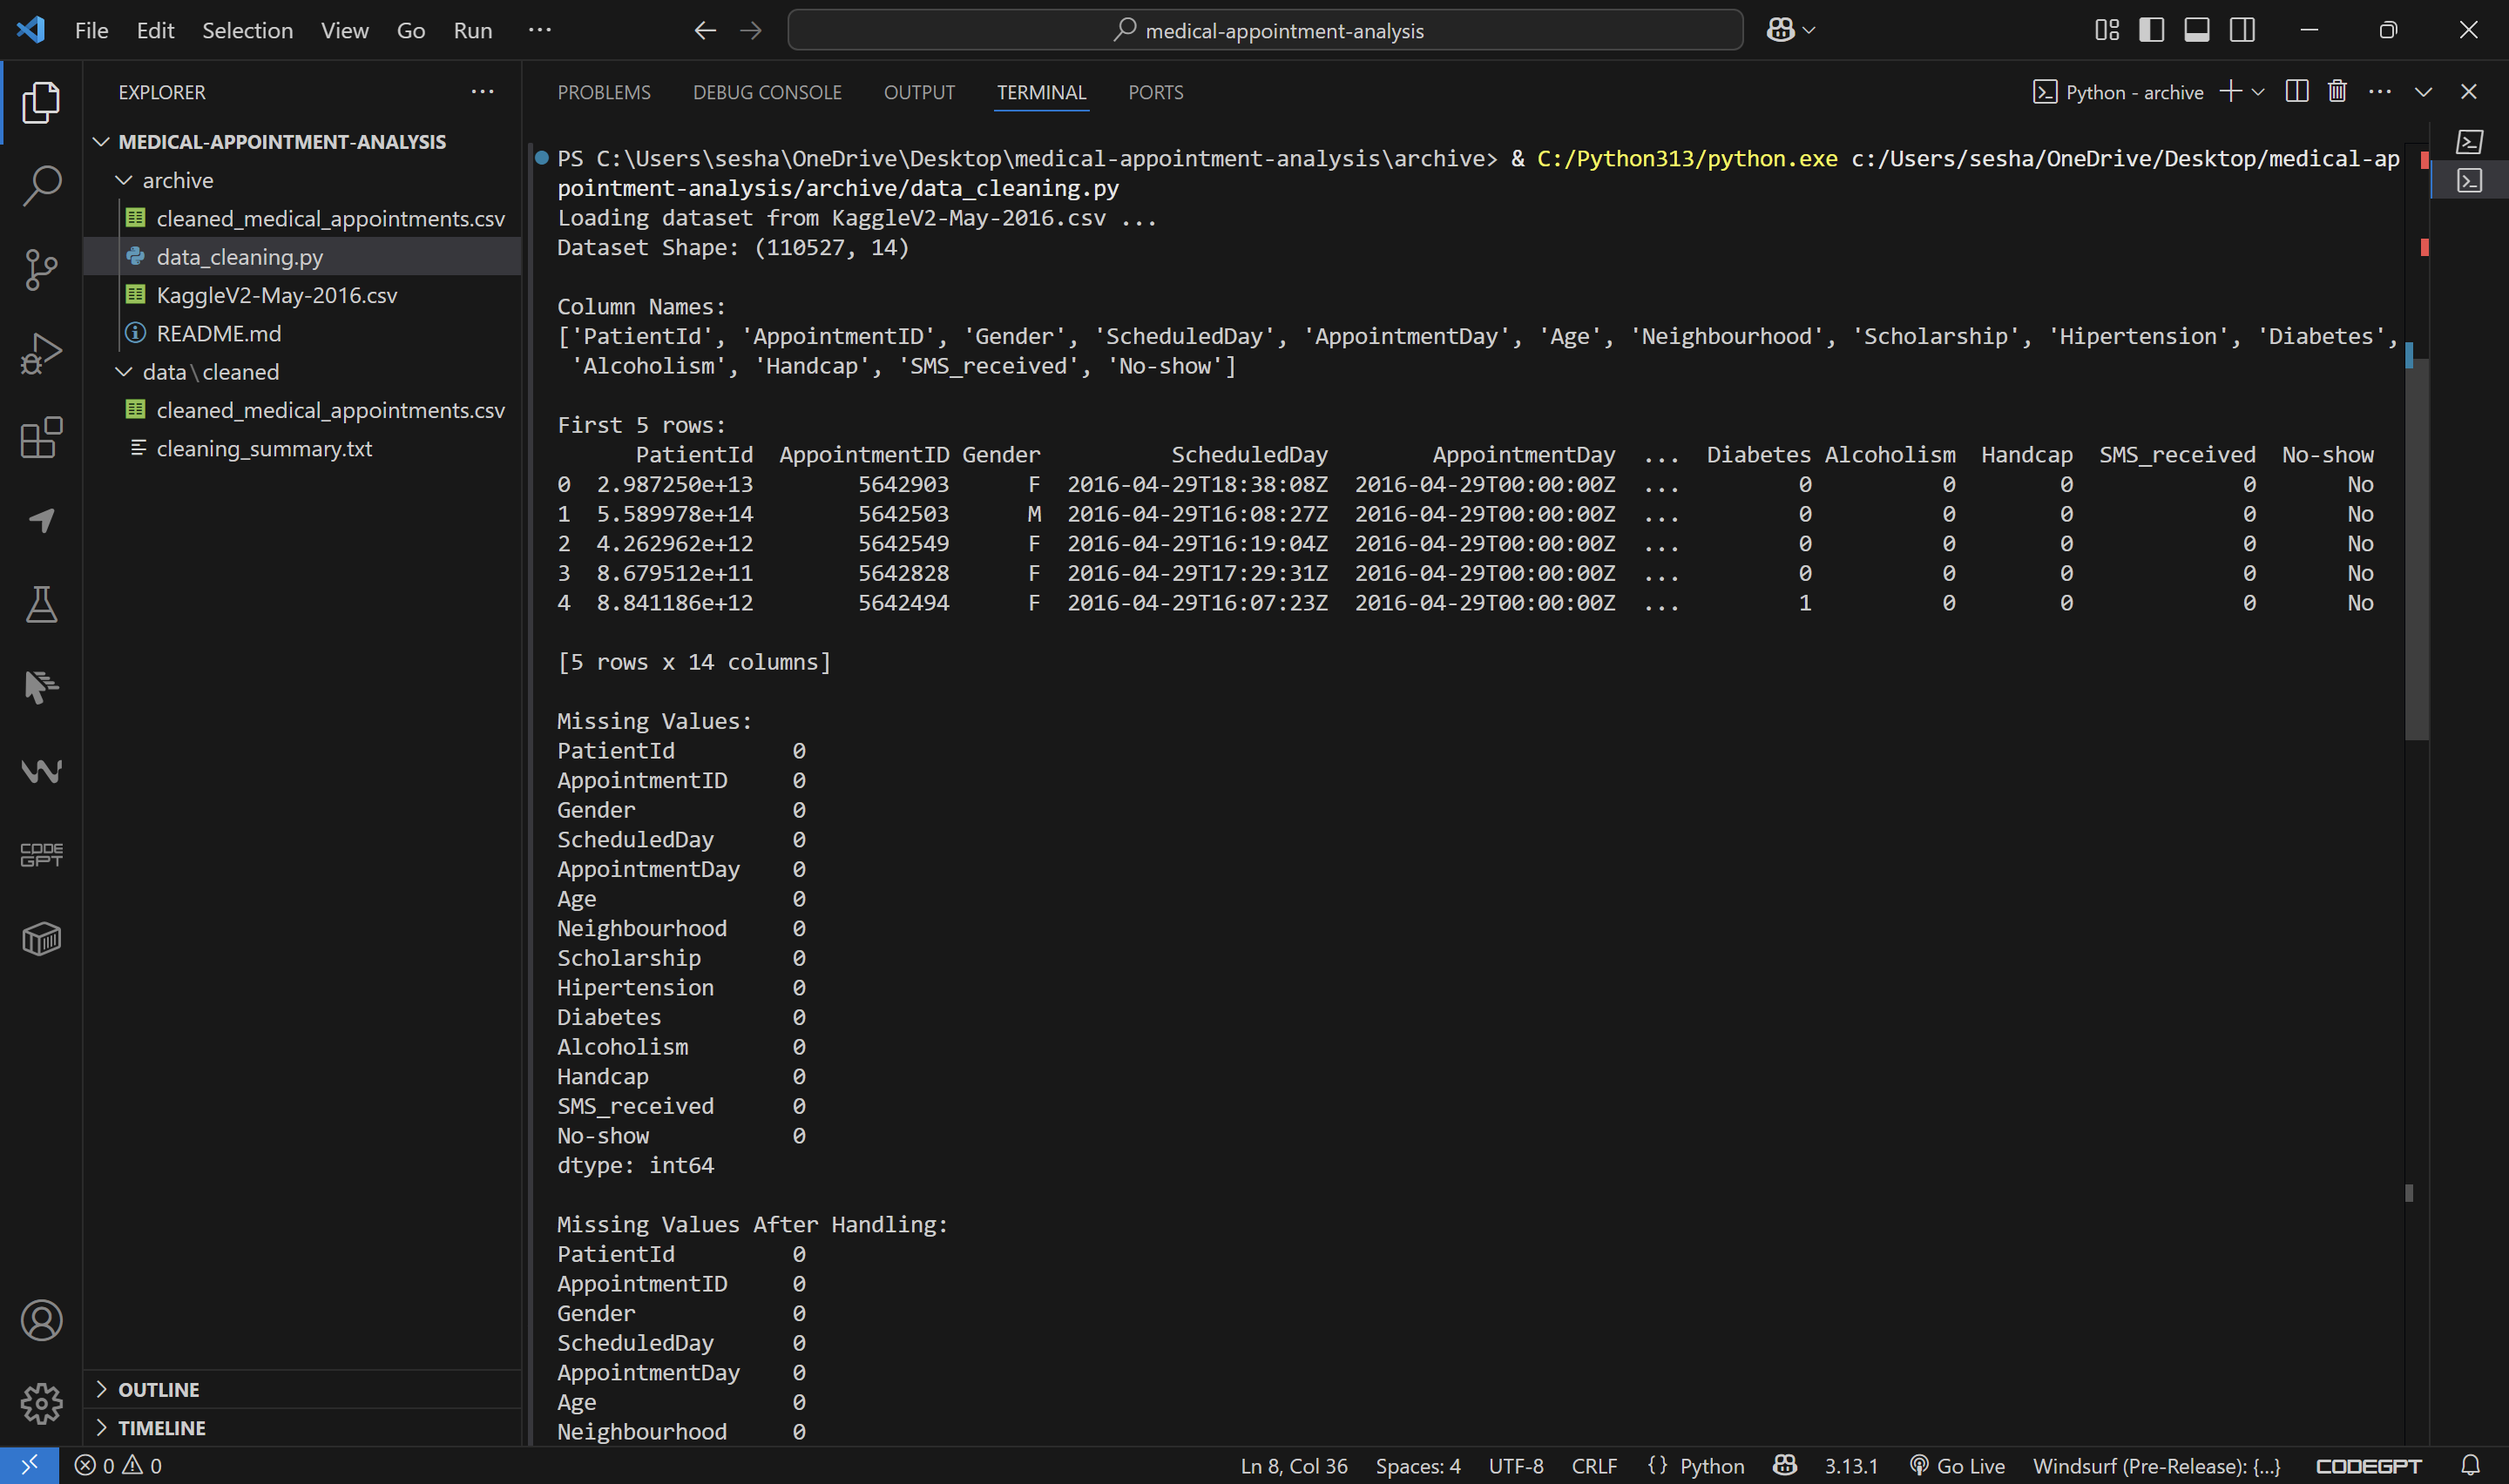 File Edit Selection View Go Run ··· medical-appointment-analysis
EXPLORER ···
MEDICAL-APPOINTMENT-ANALYSIS
archive
cleaned_medical_appointments.csv
data_cleaning.py
KaggleV2-May-2016.csv
README.md
data\cleaned
cleaned_medical_appointments.csv
cleaning_summary.txt
OUTLINE
TIMELINE
PROBLEMS DEBUG CONSOLE OUTPUT TERMINAL PORTS Python - archive
PS C:\Users\sesha\OneDrive\Desktop\medical-appointment-analysis\archive> & C:/Python313/python.exe c:/Users/sesha/OneDrive/Desktop/medical-ap
pointment-analysis/archive/data_cleaning.py
Loading dataset from KaggleV2-May-2016.csv ...
Dataset Shape: (110527, 14)
Column Names:
['PatientId', 'AppointmentID', 'Gender', 'ScheduledDay', 'AppointmentDay', 'Age', 'Neighbourhood', 'Scholarship', 'Hipertension', 'Diabetes',
'Alcoholism', 'Handcap', 'SMS_received', 'No-show']
First 5 rows:
PatientId AppointmentID Gender ScheduledDay AppointmentDay ... Diabetes Alcoholism Handcap SMS_received No-show
0 2.987250e+13 5642903 F 2016-04-29T18:38:08Z 2016-04-29T00:00:00Z ... 0 0 0 0 No
1 5.589978e+14 5642503 M 2016-04-29T16:08:27Z 2016-04-29T00:00:00Z ... 0 0 0 0 No
2 4.262962e+12 5642549 F 2016-04-29T16:19:04Z 2016-04-29T00:00:00Z ... 0 0 0 0 No
3 8.679512e+11 5642828 F 2016-04-29T17:29:31Z 2016-04-29T00:00:00Z ... 0 0 0 0 No
4 8.841186e+12 5642494 F 2016-04-29T16:07:23Z 2016-04-29T00:00:00Z ... 1 0 0 0 No
[5 rows x 14 columns]
Missing Values:
PatientId 0
AppointmentID 0
Gender 0
ScheduledDay 0
AppointmentDay 0
Age 0
Neighbourhood 0
Scholarship 0
Hipertension 0
Diabetes 0
Alcoholism 0
Handcap 0
SMS_received 0
No-show 0
dtype: int64
Missing Values After Handling:
PatientId 0
AppointmentID 0
Gender 0
ScheduledDay 0
AppointmentDay 0
Age 0
Neighbourhood 0
CODE GPT
0 0 Ln 8, Col 36 Spaces: 4 UTF-8 CRLF {} Python 3.13.1 Go Live Windsurf (Pre-Release): {...} CODEGPT